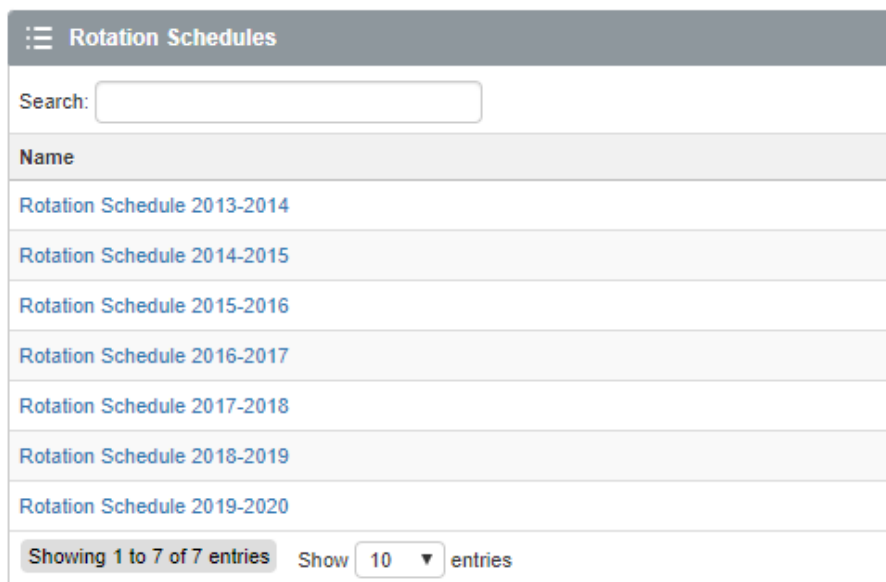 Rotation Schedules
Search:
Name
Rotation Schedule 2013-2014
Rotation Schedule 2014-2015
Rotation Schedule 2015-2016
Rotation Schedule 2016-2017
Rotation Schedule 2017-2018
Rotation Schedule 2018-2019
Rotation Schedule 2019-2020
Showing 1 to 7 of 7 entries Show 10 entries